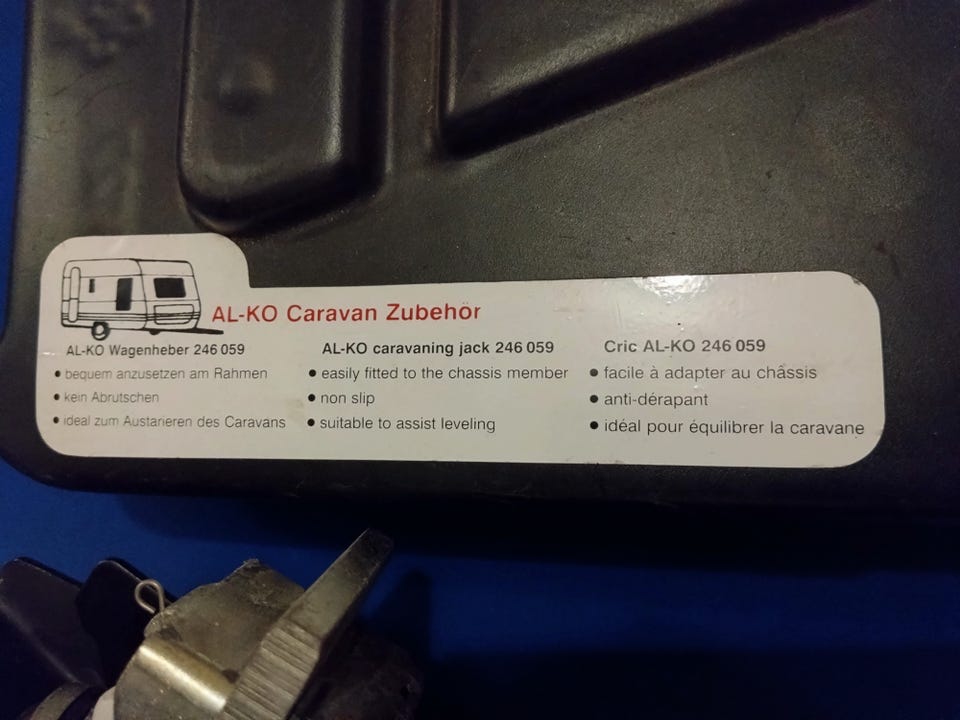 AL-KO Caravan Zubehör
AL-KO Wagenheber 246 059
• bequem anzusetzen am Rahmen
• kein Abrutschen
• ideal zum Austarieren des Caravans
AL-KO caravaning jack 246 059
• easily fitted to the chassis member
• non slip
• suitable to assist leveling
Cric AL-KO 246 059
• facile à adapter au châssis
• anti-dérapant
• idéal pour équilibrer la caravane